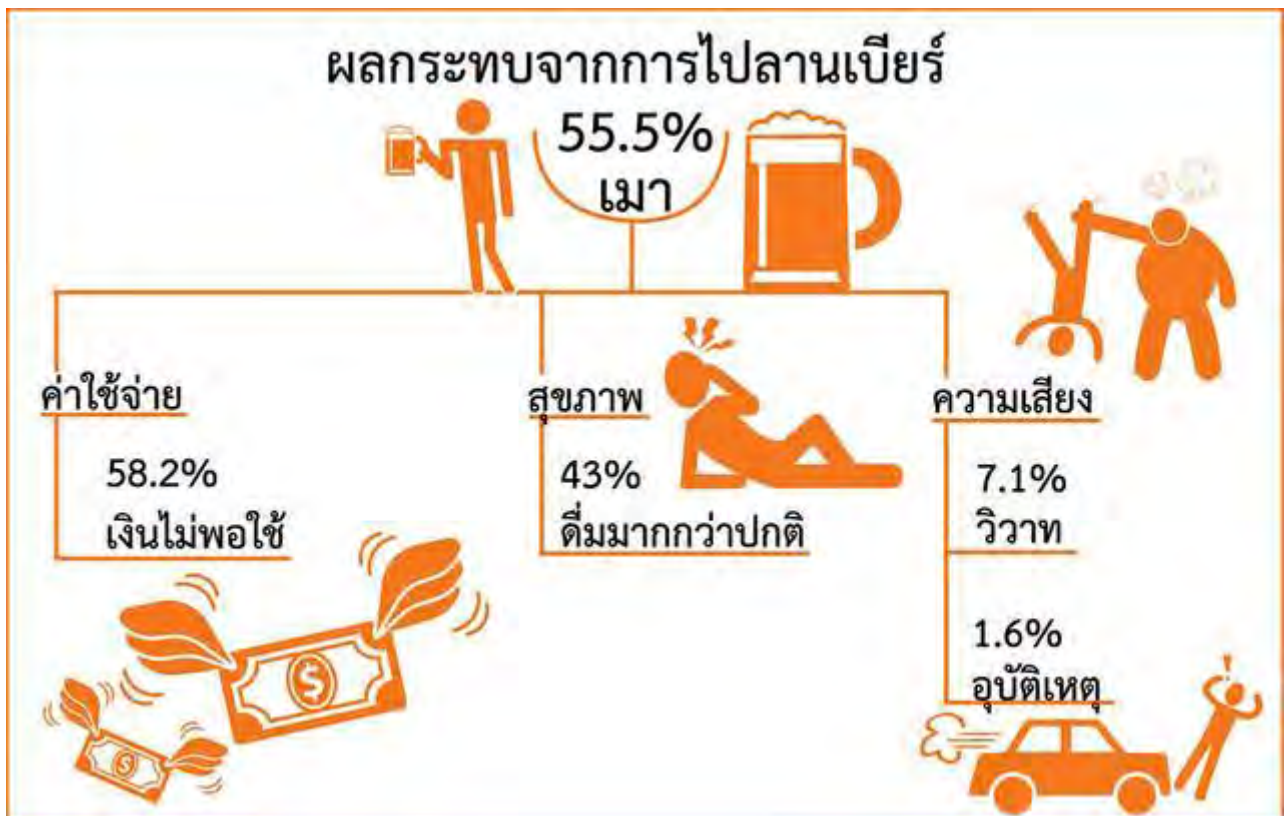 ผลกระทบจากการไปลานเบียร์
55.5%
เมา
ค่าใช้จ่าย
58.2%
เงินไม่พอใช้
สุขภาพ
43%
ดื่มมากกว่าปกติ
ความเสี่ยง
7.1%
วิวาท
1.6%
อุบัติเหตุ